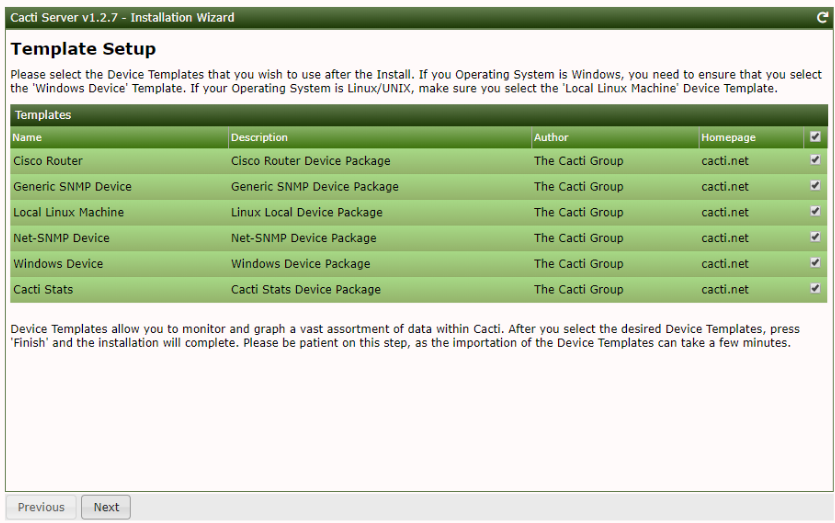 Cacti Server v1.2.7 - Installation Wizard
Template Setup
Please select the Device Templates that you wish to use after the Install. If you Operating System is Windows, you need to ensure that you select
the 'Windows Device' Template. If your Operating System is Linux/UNIX, make sure you select the 'Local Linux Machine' Device Template.
Templates
Name Description Author Homepage
Cisco Router Cisco Router Device Package The Cacti Group cacti.net
Generic SNMP Device Generic SNMP Device Package The Cacti Group cacti.net
Local Linux Machine Linux Local Device Package The Cacti Group cacti.net
Net-SNMP Device Net-SNMP Device Package The Cacti Group cacti.net
Windows Device Windows Device Package The Cacti Group cacti.net
Cacti Stats Cacti Stats Device Package The Cacti Group cacti.net
Device Templates allow you to monitor and graph a vast assortment of data within Cacti. After you select the desired Device Templates, press
'Finish' and the installation will complete. Please be patient on this step, as the importation of the Device Templates can take a few minutes.
Previous Next